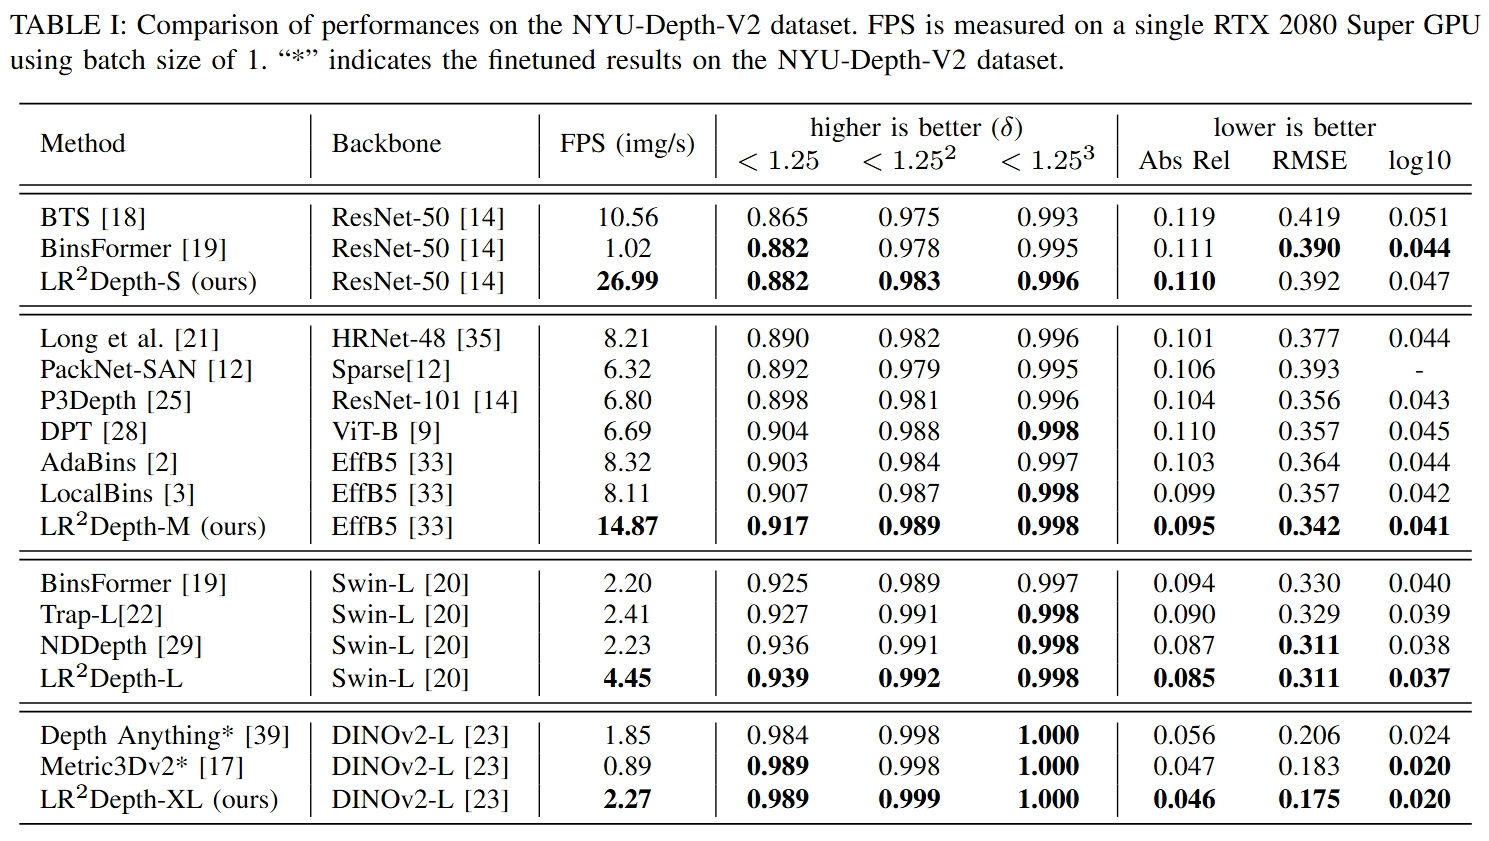 TABLE I: Comparison of performances on the NYU-Depth-V2 dataset. FPS is measured on a single RTX 2080 Super GPU
using batch size of 1. “*” indicates the finetuned results on the NYU-Depth-V2 dataset.
Method Backbone FPS (img/s) higher is better (δ) lower is better
< 1.25 < 1.25² < 1.25³ Abs Rel RMSE log10
BTS [18] ResNet-50 [14] 10.56 0.865 0.975 0.993 0.119 0.419 0.051
BinsFormer [19] ResNet-50 [14] 1.02 0.882 0.978 0.995 0.111 0.390 0.044
LR²Depth-S (ours) ResNet-50 [14] 26.99 0.882 0.983 0.996 0.110 0.392 0.047
Long et al. [21] HRNet-48 [35] 8.21 0.890 0.982 0.996 0.101 0.377 0.044
PackNet-SAN [12] Sparse[12] 6.32 0.892 0.979 0.995 0.106 0.393 -
P3Depth [25] ResNet-101 [14] 6.80 0.898 0.981 0.996 0.104 0.356 0.043
DPT [28] ViT-B [9] 6.69 0.904 0.988 0.998 0.110 0.357 0.045
AdaBins [2] EffB5 [33] 8.32 0.903 0.984 0.997 0.103 0.364 0.044
LocalBins [3] EffB5 [33] 8.11 0.907 0.987 0.998 0.099 0.357 0.042
LR²Depth-M (ours) EffB5 [33] 14.87 0.917 0.989 0.998 0.095 0.342 0.041
BinsFormer [19] Swin-L [20] 2.20 0.925 0.989 0.997 0.094 0.330 0.040
Trap-L[22] Swin-L [20] 2.41 0.927 0.991 0.998 0.090 0.329 0.039
NDDepth [29] Swin-L [20] 2.23 0.936 0.991 0.998 0.087 0.311 0.038
LR²Depth-L Swin-L [20] 4.45 0.939 0.992 0.998 0.085 0.311 0.037
Depth Anything* [39] DINOv2-L [23] 1.85 0.984 0.998 1.000 0.056 0.206 0.024
Metric3Dv2* [17] DINOv2-L [23] 0.89 0.989 0.998 1.000 0.047 0.183 0.020
LR²Depth-XL (ours) DINOv2-L [23] 2.27 0.989 0.999 1.000 0.046 0.175 0.020